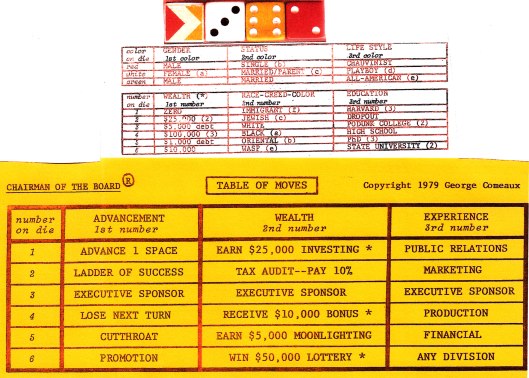 color on die GENDER 1st color STATUS 2nd color LIFE STYLE 3rd color
red MALE SINGLE (b) CHAUVINIST
white FEMALE (a) MARRIED/PARENT (c) PLAYBOY (d)
green MALE MARRIED ALL-AMERICAN (e)
number on die WEALTH (*) 1st number RACE-CREED-COLOR 2nd number EDUCATION 3rd number
1 ZERO IMMIGRANT (2) HARVARD (3)
2 $25,000 (2) JEWISH (c) DROPOUT
3 $5,000 debt WHITE PODUNK COLLEGE (2)
4 $100,000 (3) BLACK (a) HIGH SCHOOL
5 $1,000 debt ORIENTAL (b) PhD (3)
6 $10,000 WASP (e) STATE UNIVERSITY (2)
CHAIRMAN OF THE BOARD® TABLE OF MOVES Copyright 1979 George Comeaux
number on die ADVANCEMENT 1st number WEALTH 2nd number EXPERIENCE 3rd number
1 ADVANCE 1 SPACE EARN $25,000 INVESTING * PUBLIC RELATIONS
2 LADDER OF SUCCESS TAX AUDIT--PAY 10% MARKETING
3 EXECUTIVE SPONSOR EXECUTIVE SPONSOR EXECUTIVE SPONSOR
4 LOSE NEXT TURN RECEIVE $10,000 BONUS * PRODUCTION
5 CUTTHROAT EARN $5,000 MOONLIGHTING FINANCIAL
6 PROMOTION WIN $50,000 LOTTERY * ANY DIVISION